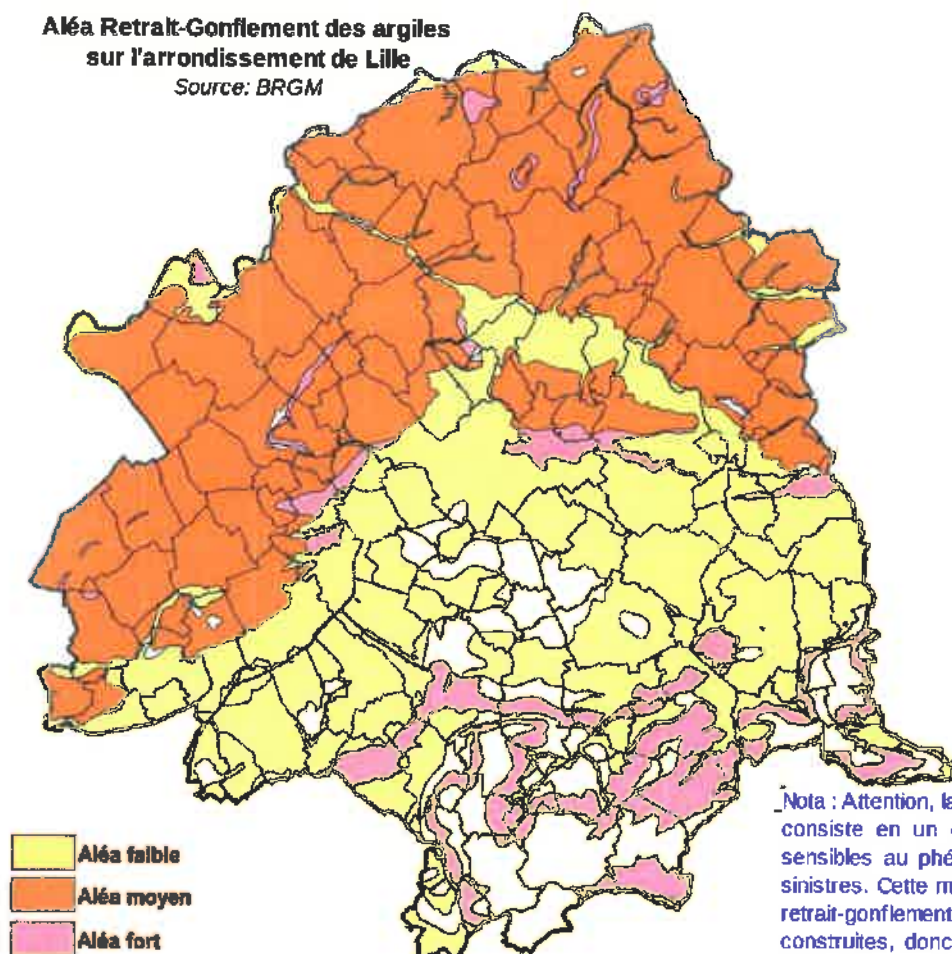 Aléa Retrait-Gonflement des argiles
sur l'arrondissement de Lille
Source: BRGM
Nota : Attention, la
consiste en un
sensibles au phé
sinistres. Cette m
retrait-gonflement
construites, donc
Aléa faible
Aléa moyen
Aléa fort